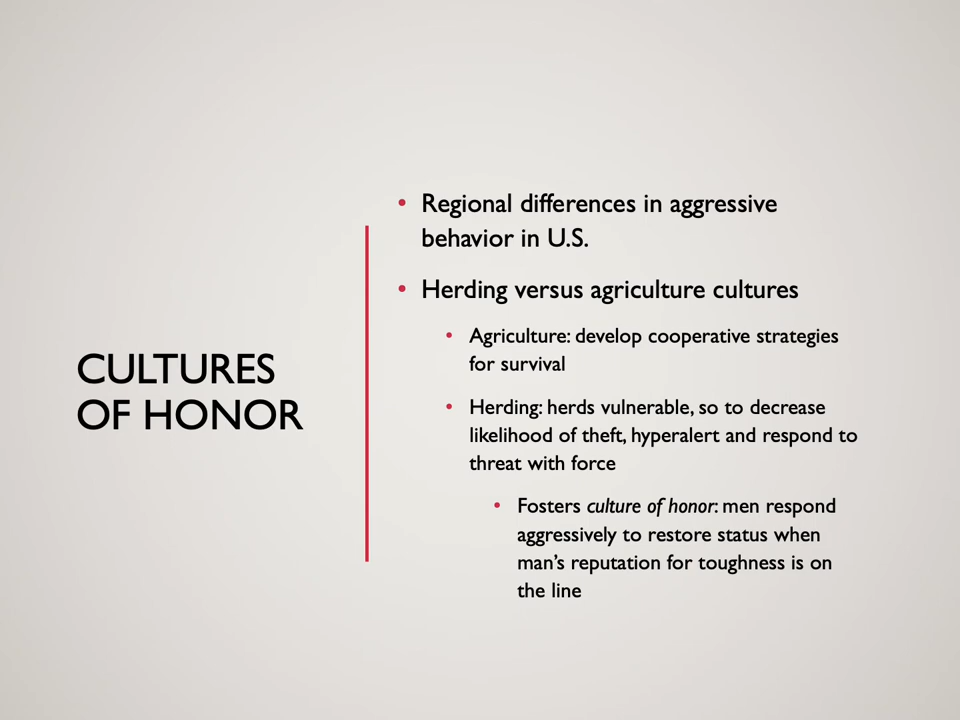 CULTURES
OF HONOR
• Regional differences in aggressive
behavior in U.S.
• Herding versus agriculture cultures
• Agriculture: develop cooperative strategies
for survival
• Herding: herds vulnerable, so to decrease
likelihood of theft, hyperalert and respond to
threat with force
• Fosters culture of honor: men respond
aggressively to restore status when
man’s reputation for toughness is on
the line